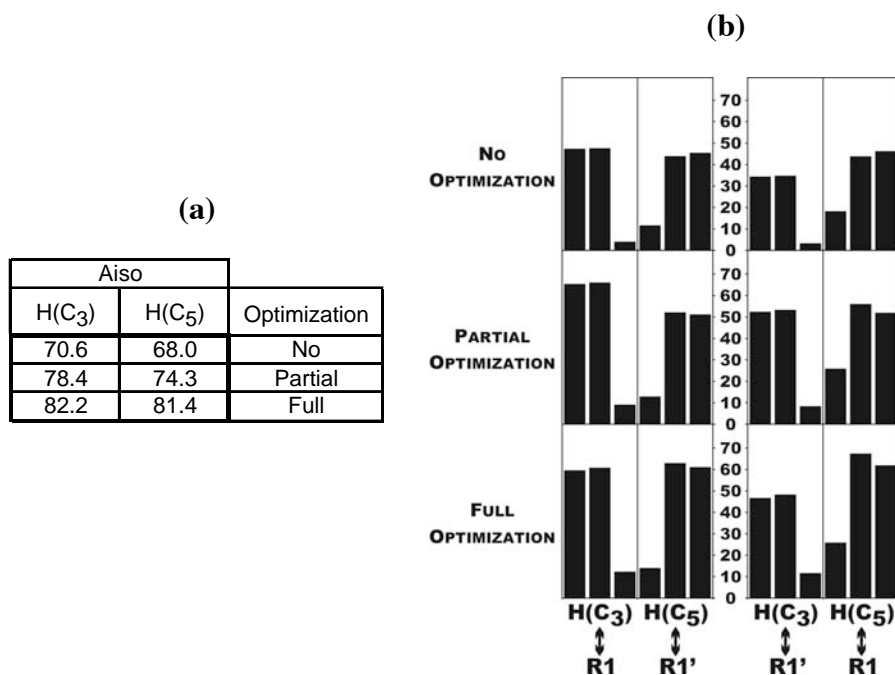 (a)
Aiso
H(C3) H(C5) Optimization
70.6 68.0 No
78.4 74.3 Partial
82.2 81.4 Full
(b)
NO
OPTIMIZATION
70
60
50
40
30
20
10
0
PARTIAL
OPTIMIZATION
70
60
50
40
30
20
10
0
FULL
OPTIMIZATION
70
60
50
40
30
20
10
0
H(C3) H(C5) H(C3) H(C5)
R1 R1' R1' R1